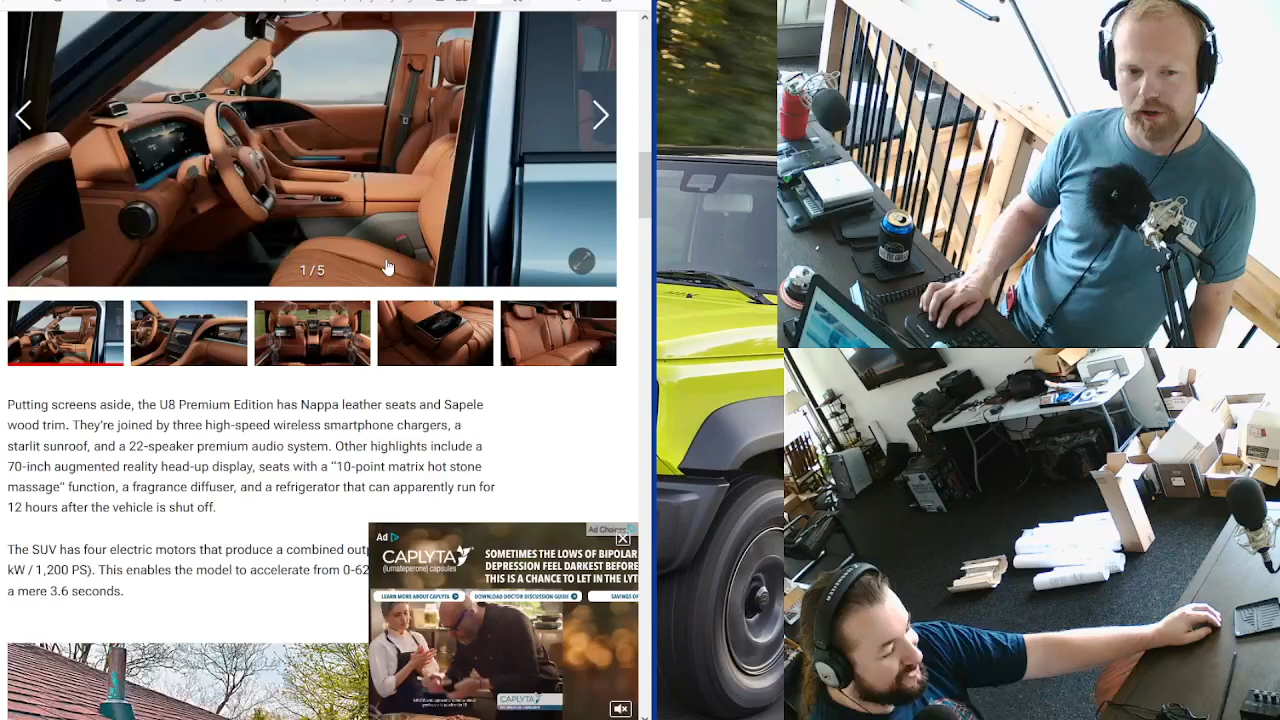 1 / 5
Putting screens aside, the U8 Premium Edition has Nappa leather seats and Sapele
wood trim. They're joined by three high-speed wireless smartphone chargers, a
starlit sunroof, and a 22-speaker premium audio system. Other highlights include a
70-inch augmented reality head-up display, seats with a “10-point matrix hot stone
massage” function, a fragrance diffuser, and a refrigerator that can apparently run for
12 hours after the vehicle is shut off.
The SUV has four electric motors that produce a combined outp
kW / 1,200 PS). This enables the model to accelerate from 0-62
a mere 3.6 seconds.
Ad
Ad Choices
CAPLYTA
(lumateperone) capsules
SOMETIMES THE LOWS OF BIPOLAR
DEPRESSION FEEL DARKEST BEFORE
THIS IS A CHANCE TO LET IN THE LYT
LEARN MORE ABOUT CAPLYTA
DOWNLOAD DOCTOR DISCUSSION GUIDE
SAVINGS O
CAPLYTA